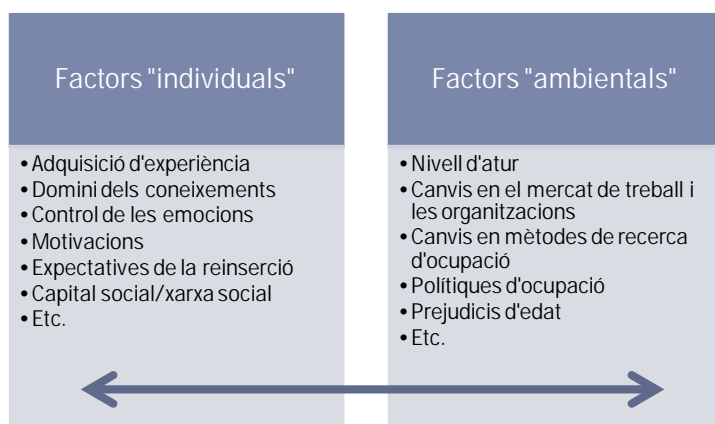 Factors "individuals"
• Adquisició d'experiència
• Domini dels coneixements
• Control de les emocions
• Motivacions
• Expectatives de la reinserció
• Capital social/xarxa social
• Etc.
Factors "ambientals"
• Nivell d'atur
• Canvis en el mercat de treball i
les organitzacions
• Canvis en mètodes de recerca
d'ocupació
• Polítiques d'ocupació
• Prejudicis d'edat
• Etc.